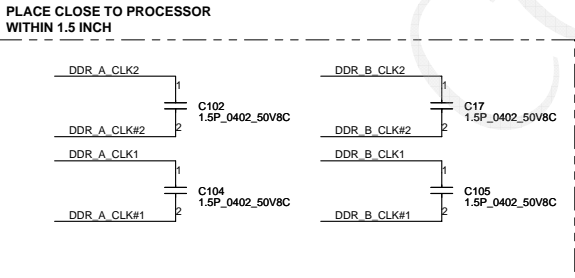 PLACE CLOSE TO PROCESSOR
WITHIN 1.5 INCH
DDR_A_CLK2
1
C102
1.5P_0402_50V8C
DDR_A_CLK#2
2
DDR_A_CLK1
1
C104
1.5P_0402_50V8C
DDR_A_CLK#1
2
DDR_B_CLK2
1
C17
1.5P_0402_50V8C
DDR_B_CLK#2
2
DDR_B_CLK1
1
C105
1.5P_0402_50V8C
DDR_B_CLK#1
2